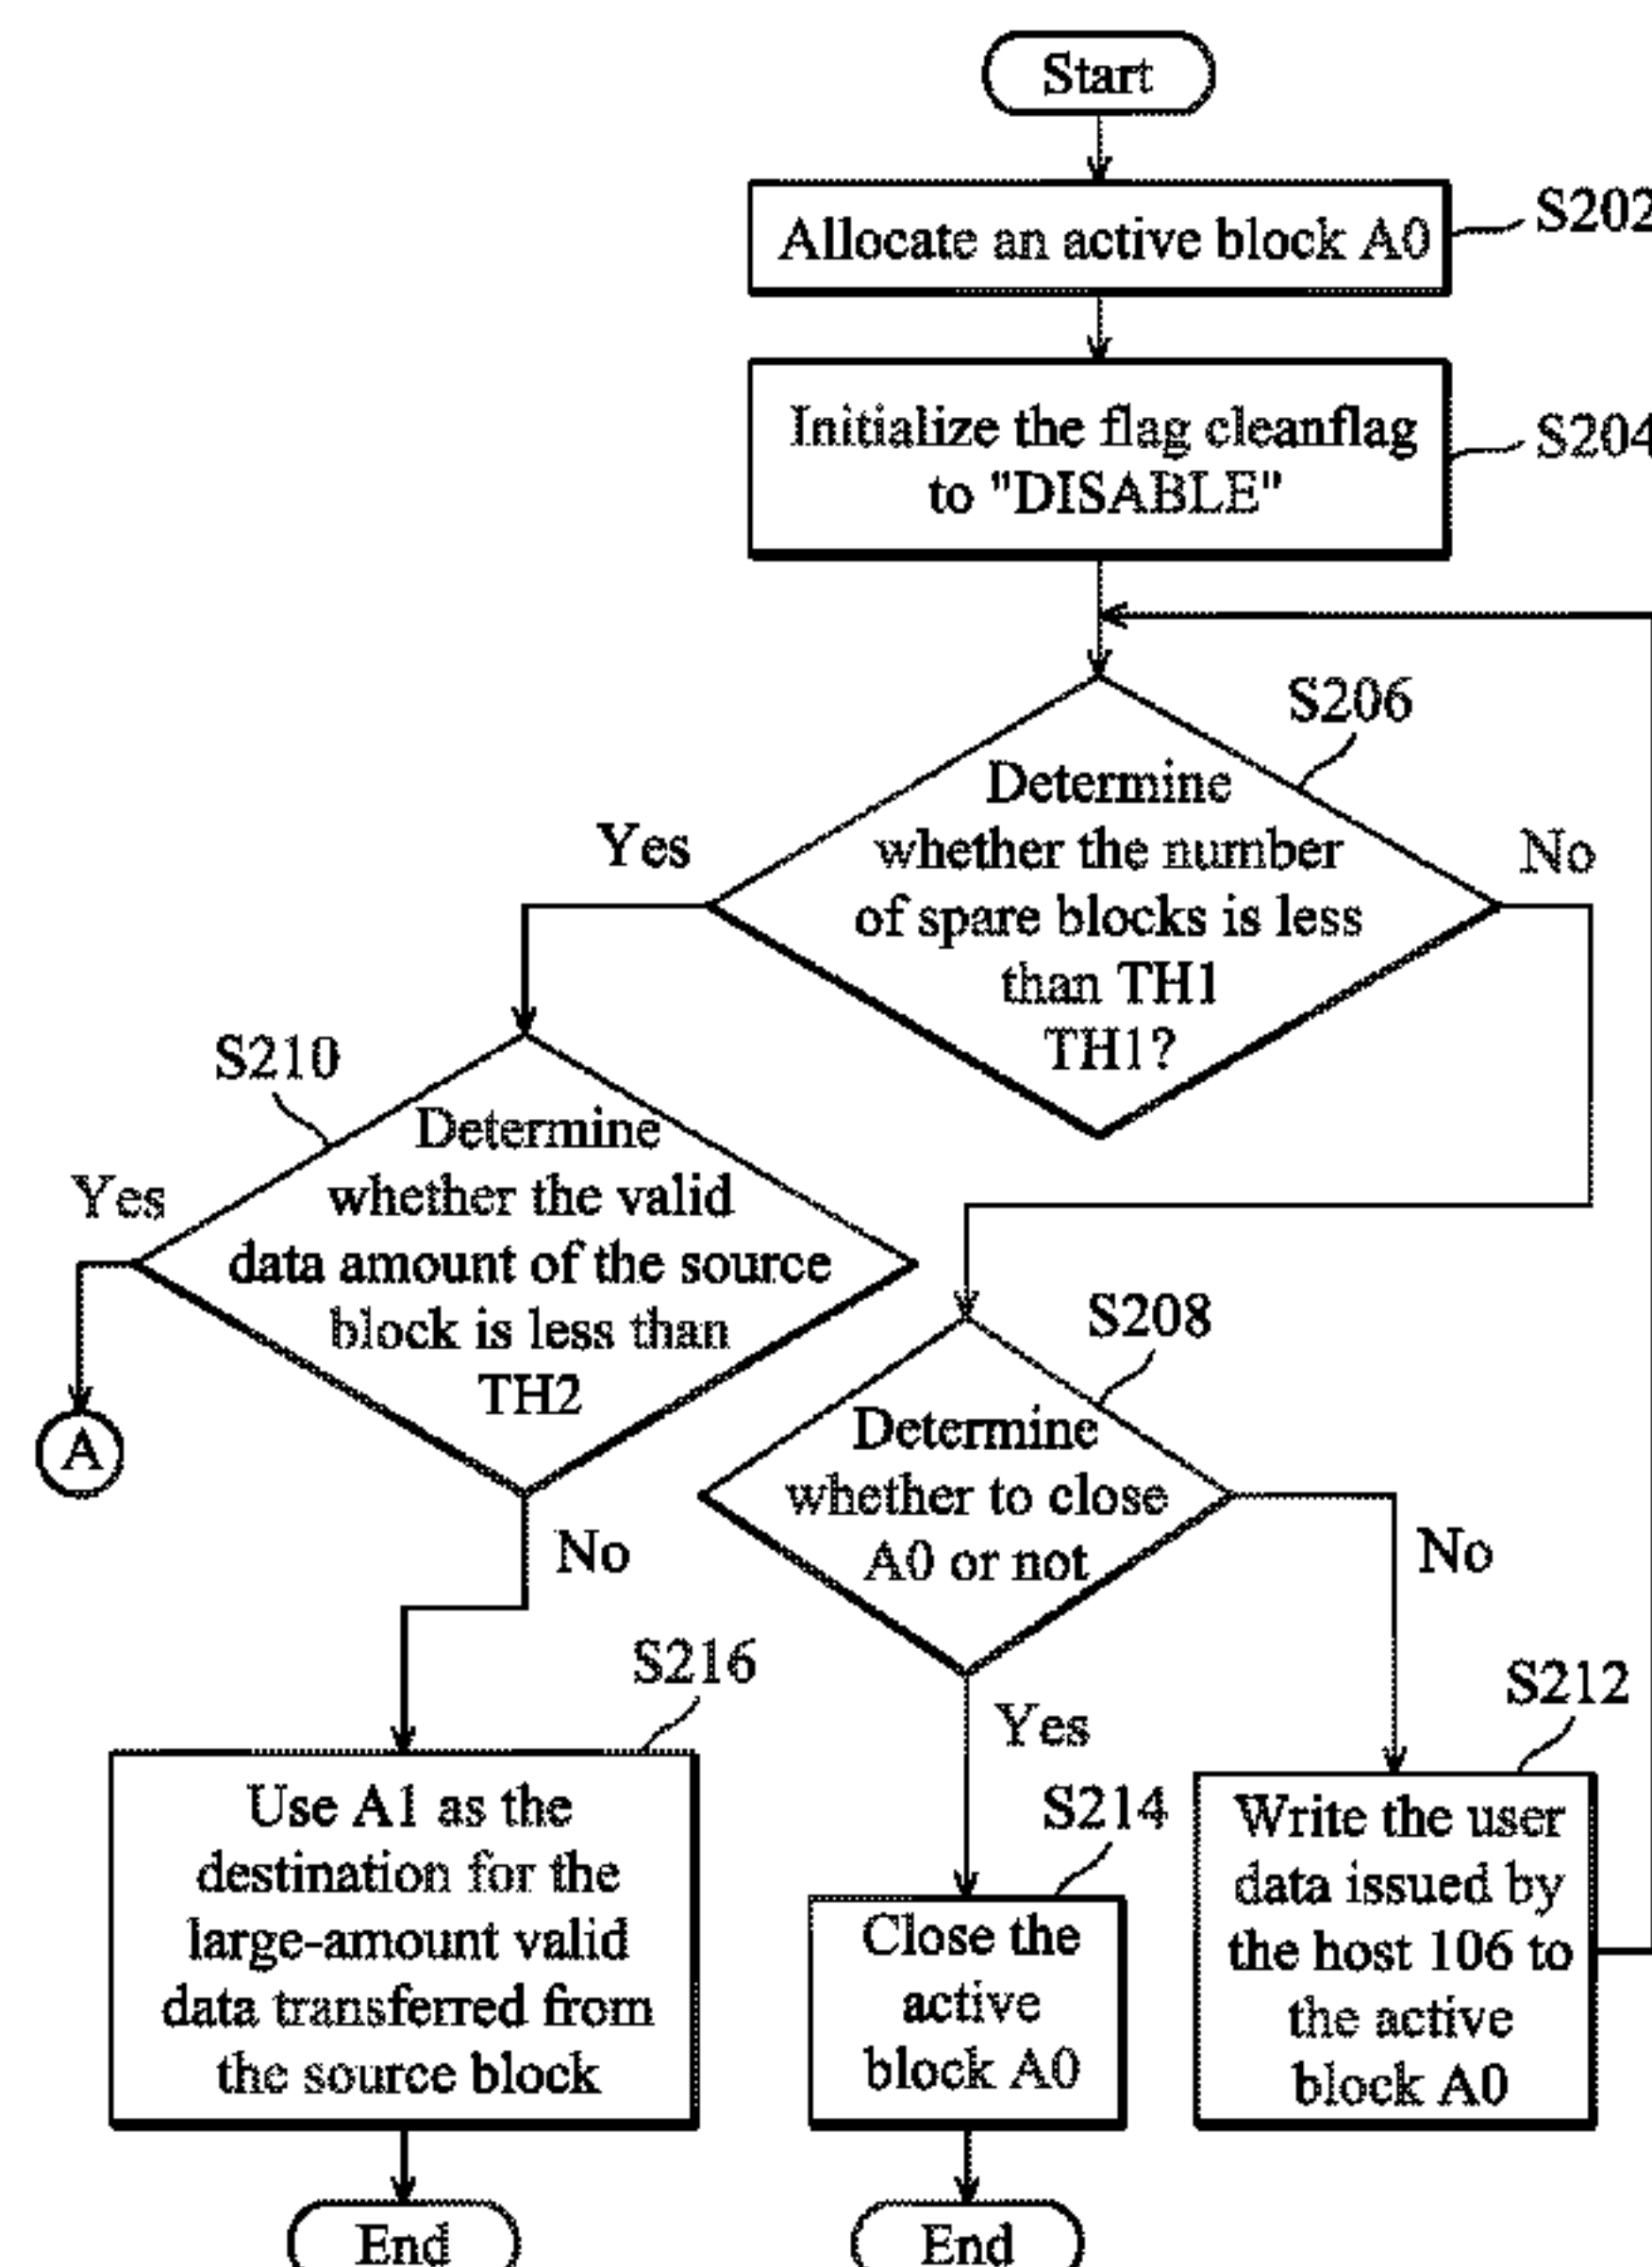 Start
Allocate an active block A0
S202
Initialize the flag cleanflag
to "DISABLE"
S204
S206
Determine
whether the number
of spare blocks is less
than TH1
TH1?
Yes
No
S210
Determine
whether the valid
data amount of the source
block is less than
TH2
Yes
A
No
S208
Determine
whether to close
A0 or not
No
Yes
S216
Use A1 as the
destination for the
large-amount valid
data transferred from
the source block
S214
Close the
active
block A0
S212
Write the user
data issued by
the host 106 to
the active
block A0
End
End